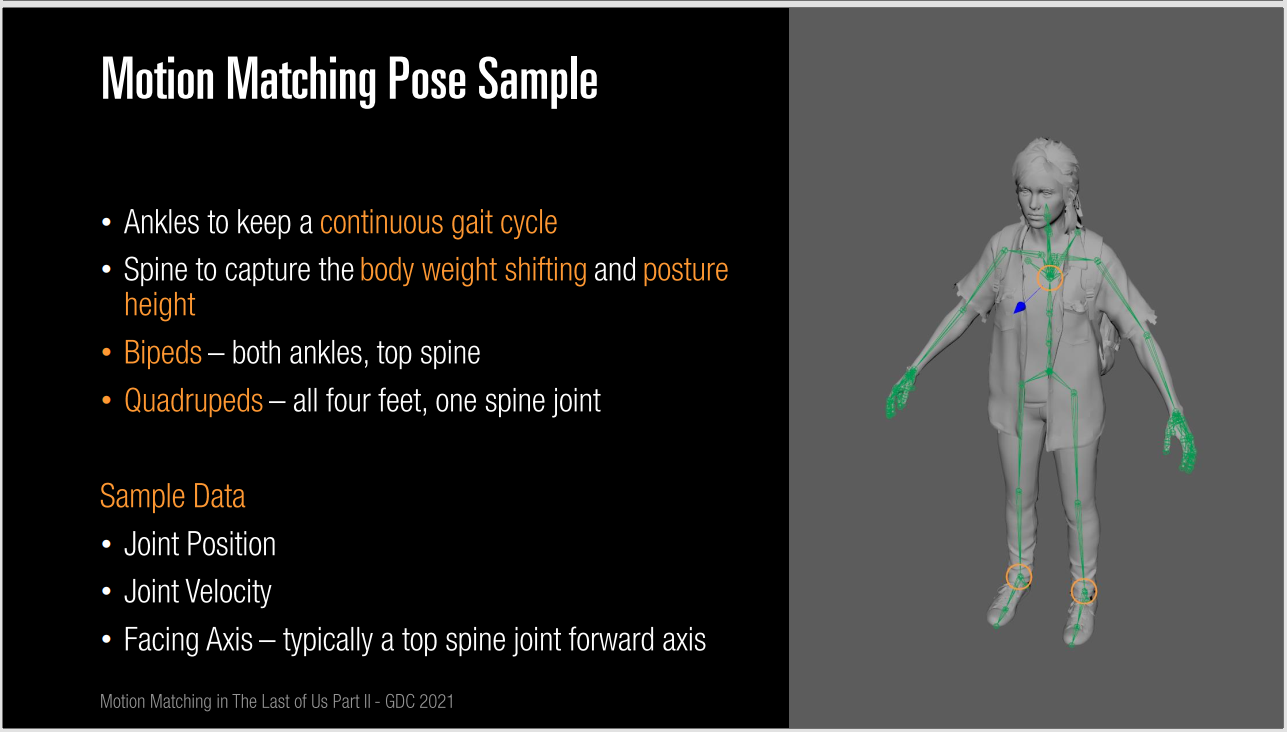 Motion Matching Pose Sample
• Ankles to keep a continuous gait cycle
• Spine to capture the body weight shifting and posture
height
• Bipeds – both ankles, top spine
• Quadrupeds – all four feet, one spine joint
Sample Data
• Joint Position
• Joint Velocity
• Facing Axis – typically a top spine joint forward axis
Motion Matching in The Last of Us Part II - GDC 2021